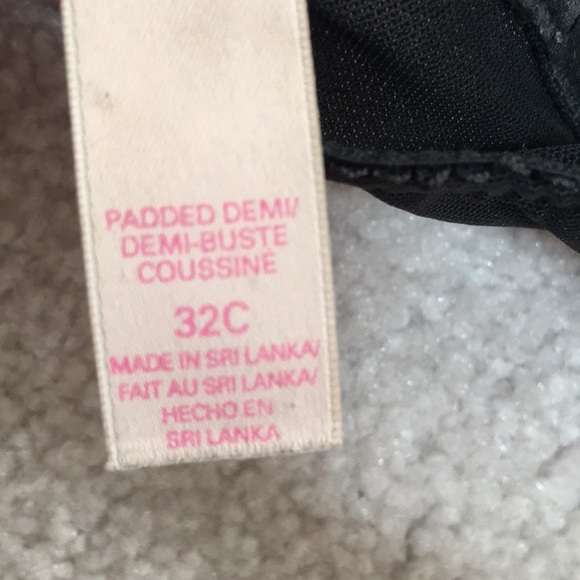 PADDED DEMI/
DEMI-BUSTE
COUSSINÉ
32C
MADE IN SRI LANKA/
FAIT AU SRI LANKA/
HECHO EN
SRI LANKA